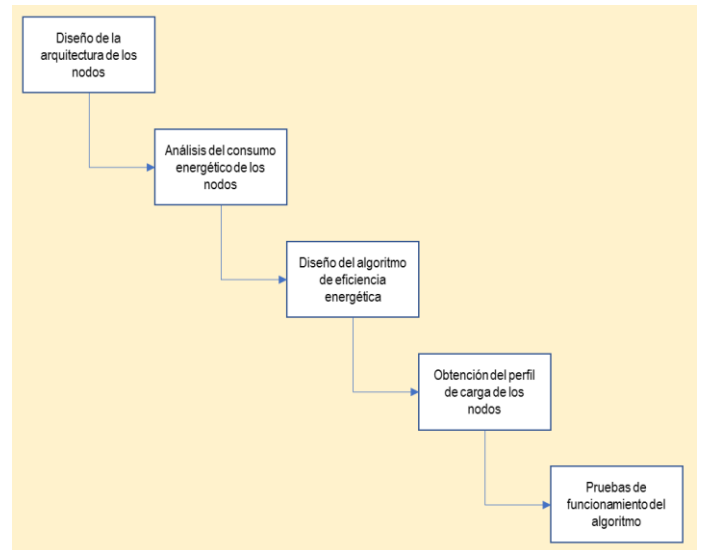 Diseño de la
arquitectura de los
nodos
Análisis del consumo
energético de los
nodos
Diseño del algoritmo
de eficiencia
energética
Obtención del perfil
de carga de los
nodos
Pruebas de
funcionamiento del
algoritmo